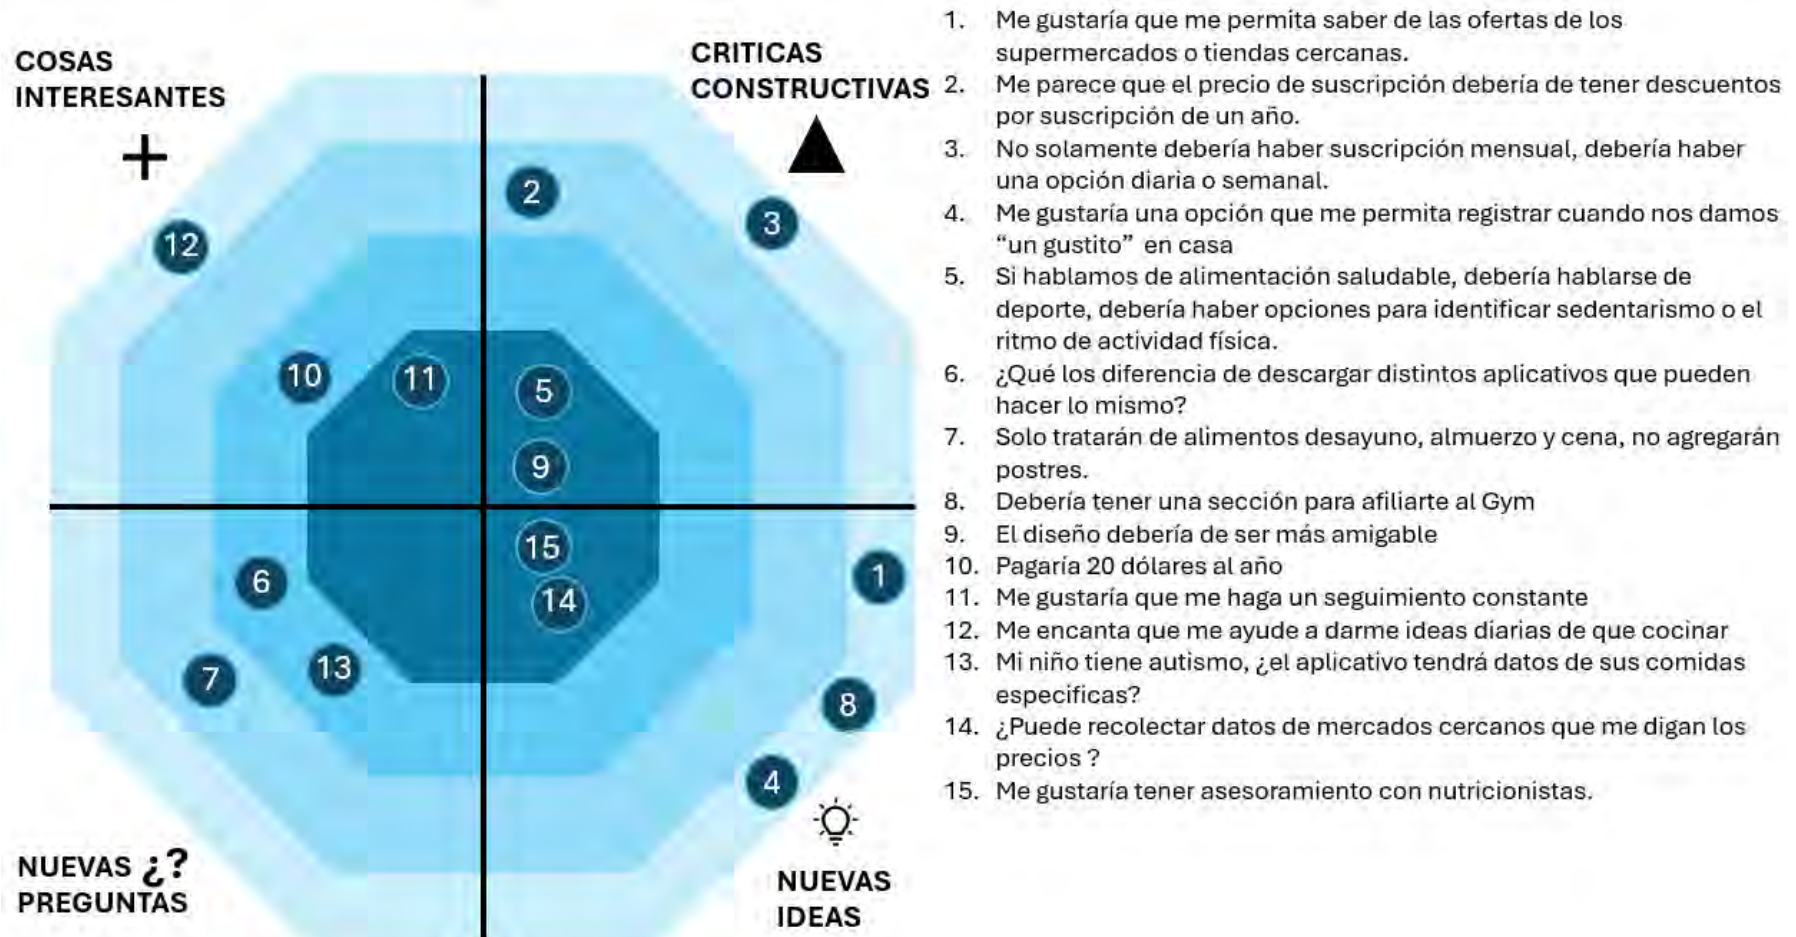 COSAS
INTERESANTES
+
CRITICAS
CONSTRUCTIVAS
12
2
3
10
11
5
9
6
7
13
15
14
1
8
4
NUEVAS ¿?
PREGUNTAS
NUEVAS
IDEAS
1. Me gustaría que me permita saber de las ofertas de los
supermercados o tiendas cercanas.
2. Me parece que el precio de suscripción debería de tener descuentos
por suscripción de un año.
3. No solamente debería haber suscripción mensual, debería haber
una opción diaria o semanal.
4. Me gustaría una opción que me permita registrar cuando nos damos
“un gustito” en casa
5. Si hablamos de alimentación saludable, debería hablarse de
deporte, debería haber opciones para identificar sedentarismo o el
ritmo de actividad física.
6. ¿Qué los diferencia de descargar distintos aplicativos que pueden
hacer lo mismo?
7. Solo tratarán de alimentos desayuno, almuerzo y cena, no agregarán
postres.
8. Debería tener una sección para afiliarte al Gym
9. El diseño debería de ser más amigable
10. Pagaría 20 dólares al año
11. Me gustaría que me haga un seguimiento constante
12. Me encanta que me ayude a darme ideas diarias de que cocinar
13. Mi niño tiene autismo, ¿el aplicativo tendrá datos de sus comidas
especificas?
14. ¿Puede recolectar datos de mercados cercanos que me digan los
precios ?
15. Me gustaría tener asesoramiento con nutricionistas.